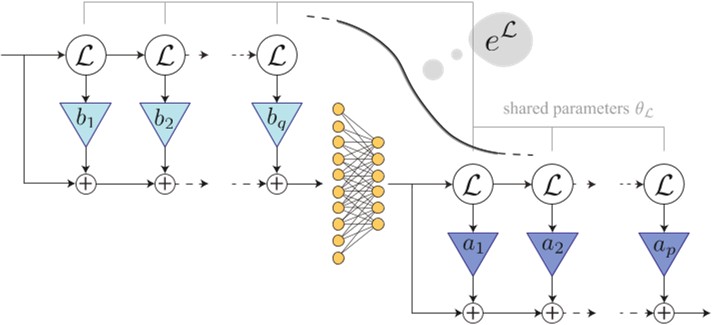 e^ℒ
ℒ ℒ ℒ
b₁ b₂ b_q
shared parameters θ_ℒ
ℒ ℒ ℒ
a₁ a₂ a_p
+ + +
+ + +